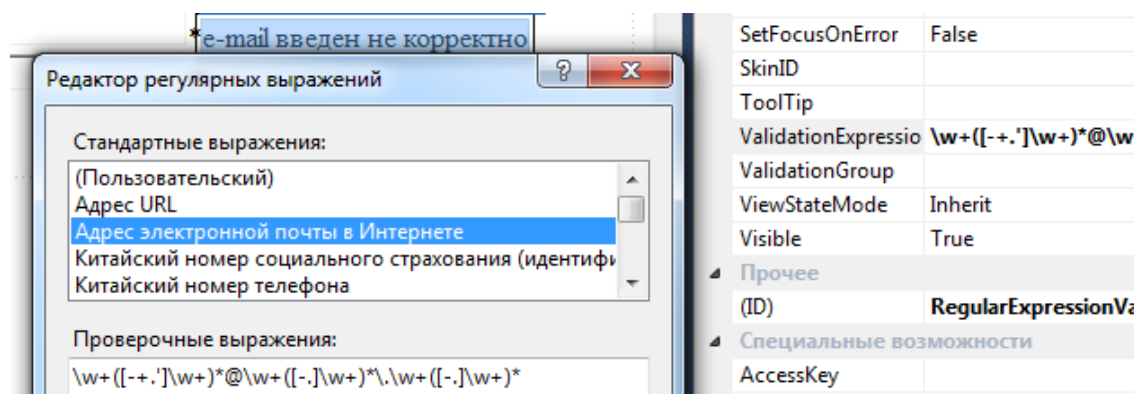 *e-mail введен не корректно
Редактор регулярных выражений
?
Стандартные выражения:
(Пользовательский)
Адрес URL
Адрес электронной почты в Интернете
Китайский номер социального страхования (идентифи
Китайский номер телефона
Проверочные выражения:
\w+([-+.']\w+)*@\w+([-.]\w+)*\.\w+([-.]\w+)*
SetFocusOnError False
SkinID
ToolTip
ValidationExpressio \w+([-+.']\w+)*@\w
ValidationGroup
ViewStateMode Inherit
Visible True
Прочее
(ID) RegularExpressionVa
Специальные возможности
AccessKey